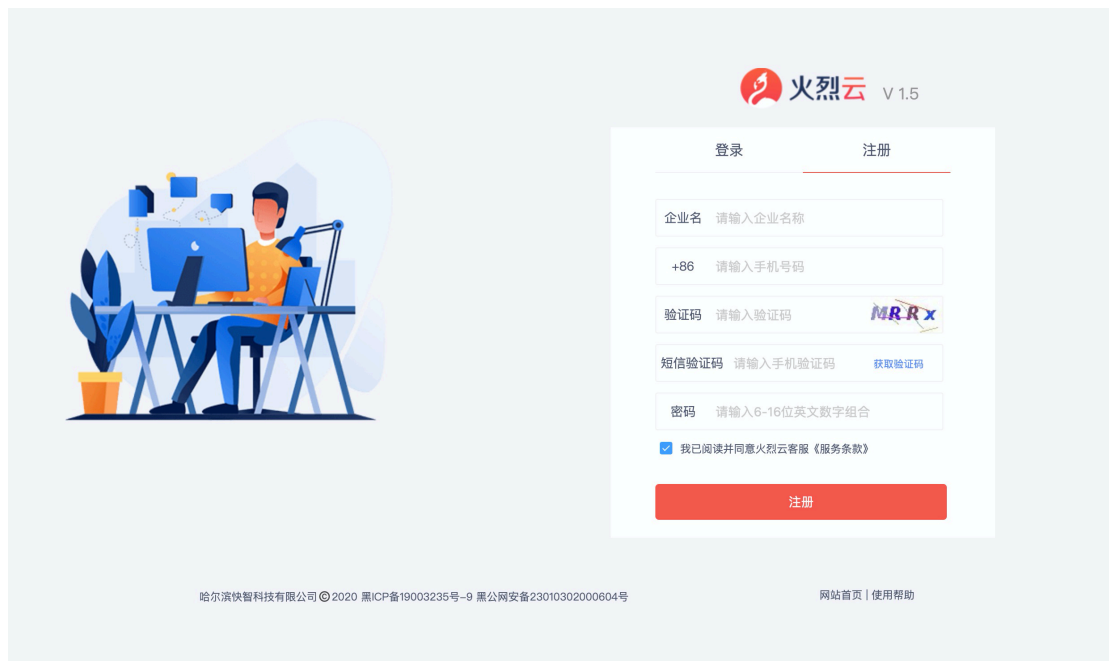 火烈云 V 1.5
登录 注册
企业名 请输入企业名称
+86 请输入手机号码
验证码 请输入验证码 MRRx
短信验证码 请输入手机验证码 获取验证码
密码 请输入6-16位英文数字组合
我已阅读并同意火烈云客服《服务条款》
注册
哈尔滨快智科技有限公司©2020 黑ICP备19003235号-9 黑公网安备23010302000604号
网站首页 | 使用帮助